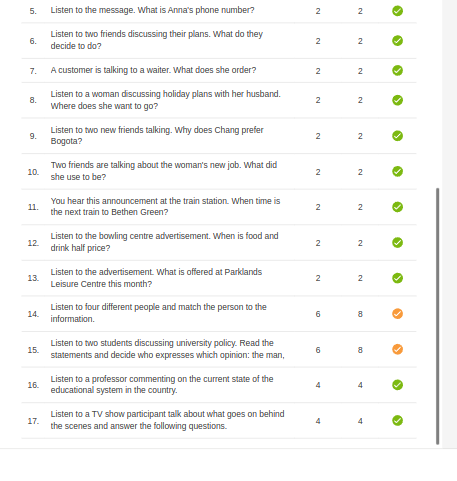 5. Listen to the message. What is Anna's phone number? 2 2
6. Listen to two friends discussing their plans. What do they
decide to do? 2 2
7. A customer is talking to a waiter. What does she order? 2 2
8. Listen to a woman discussing holiday plans with her husband.
Where does she want to go? 2 2
9. Listen to two new friends talking. Why does Chang prefer
Bogota? 2 2
10. Two friends are talking about the woman's new job. What did
she use to be? 2 2
11. You hear this announcement at the train station. When time is
the next train to Bethen Green? 2 2
12. Listen to the bowling centre advertisement. When is food and
drink half price? 2 2
13. Listen to the advertisement. What is offered at Parklands
Leisure Centre this month? 2 2
14. Listen to four different people and match the person to the
information. 6 8
15. Listen to two students discussing university policy. Read the
statements and decide who expresses which opinion: the man, 6 8
16. Listen to a professor commenting on the current state of the
educational system in the country. 4 4
17. Listen to a TV show participant talk about what goes on behind
the scenes and answer the following questions. 4 4